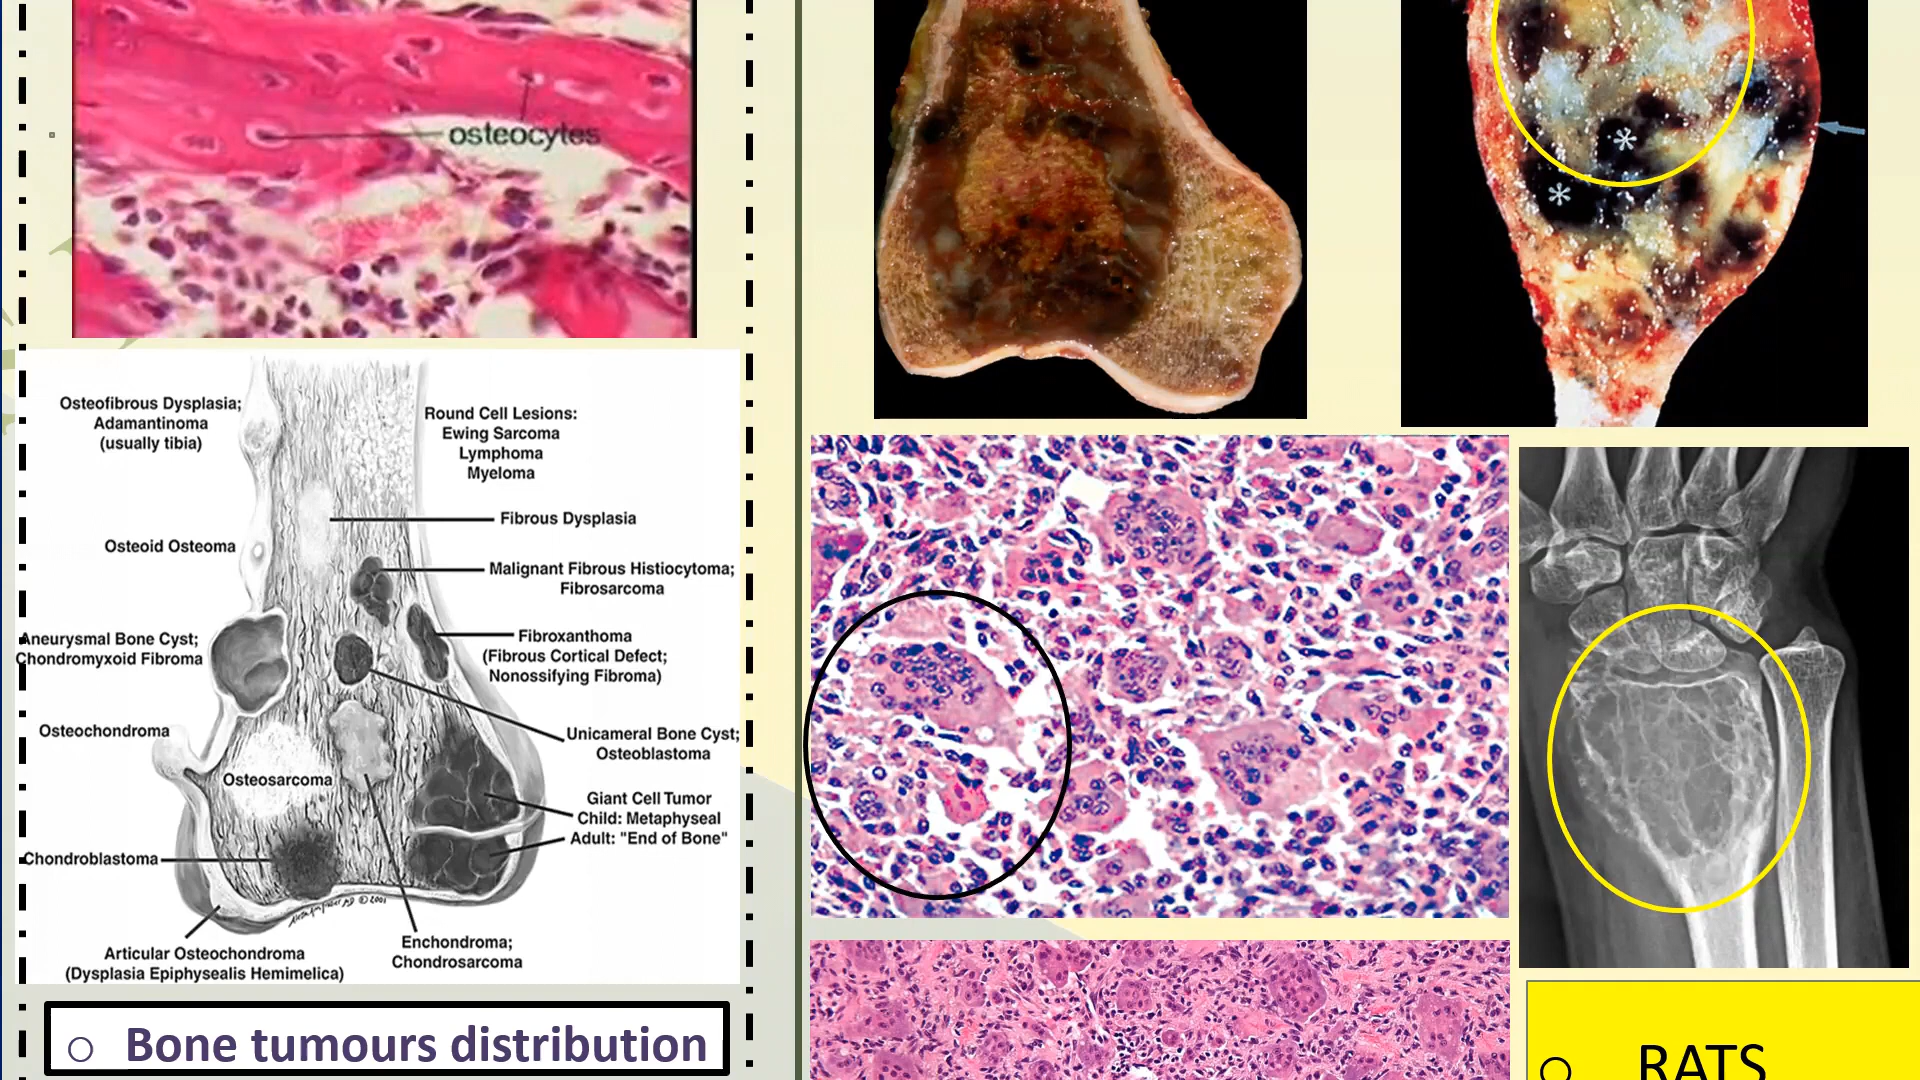 osteocytes
*
*
Osteofibrous Dysplasia;
Adamantinoma
(usually tibia)
Round Cell Lesions:
Ewing Sarcoma
Lymphoma
Myeloma
Fibrous Dysplasia
Osteoid Osteoma
Malignant Fibrous Histiocytoma;
Fibrosarcoma
Aneurysmal Bone Cyst;
Chondromyxoid Fibroma
Fibroxanthoma
(Fibrous Cortical Defect;
Nonossifying Fibroma)
Osteochondroma
Unicameral Bone Cyst;
Osteoblastoma
Osteosarcoma
Giant Cell Tumor
Child: Metaphyseal
Adult: "End of Bone"
Chondroblastoma
MD © 2001
Articular Osteochondroma
(Dysplasia Epiphysealis Hemimelica)
Enchondroma;
Chondrosarcoma
○ Bone tumours distribution
○ RATS